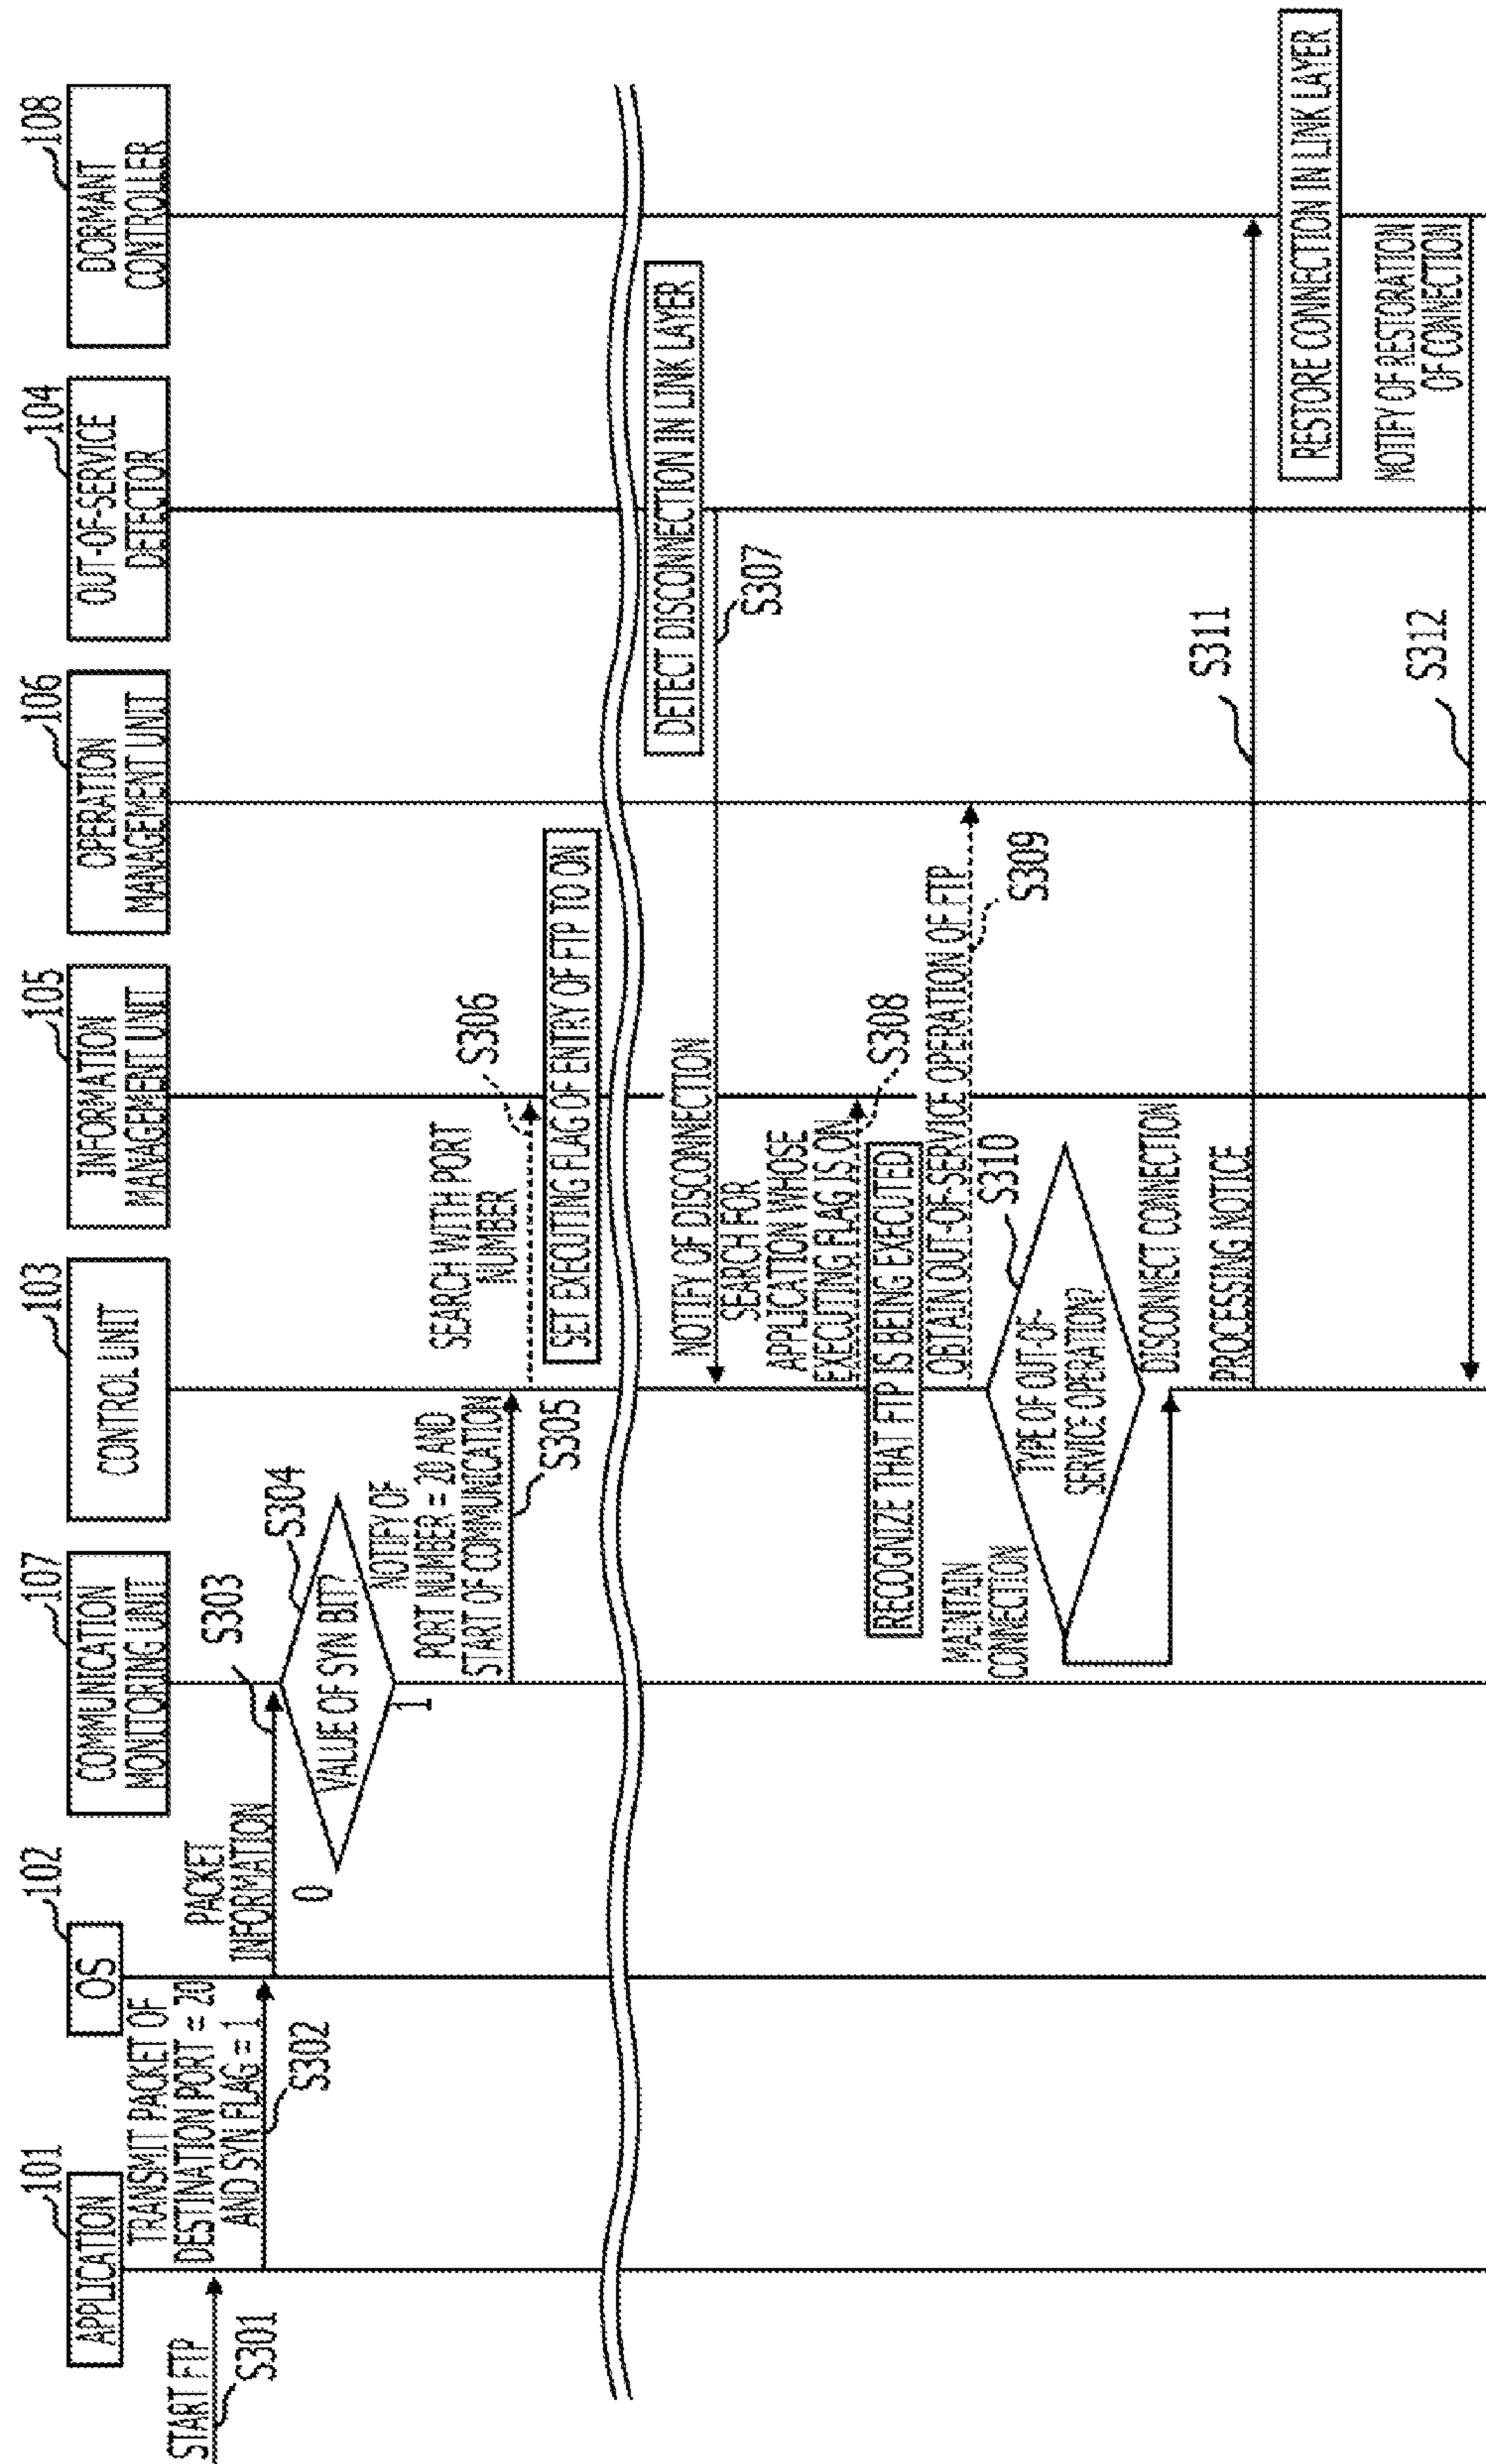 101
APPLICATION
102
OS
107
COMMUNICATION
MONITORING UNIT
103
CONTROL UNIT
105
INFORMATION
MANAGEMENT UNIT
106
OPERATION
MANAGEMENT UNIT
104
OUT-OF-SERVICE
DETECTOR
108
DORMANT
CONTROLLER
START FTP
S301
TRANSMIT PACKET OF
DESTINATION PORT = 20
AND SYN FLAG = 1
S302
PACKET
INFORMATION
S303
S304
VALUE OF SYN BIT?
0
1
NOTIFY OF
PORT NUMBER = 20 AND
START OF COMMUNICATION
S305
SEARCH WITH PORT
NUMBER
S306
SET EXECUTING FLAG OF ENTRY OF FTP TO ON
DETECT DISCONNECTION IN LINK LAYER
NOTIFY OF DISCONNECTION
S307
SEARCH FOR
APPLICATION WHOSE
EXECUTING FLAG IS ON
S308
RECOGNIZE THAT FTP IS BEING EXECUTED
OBTAIN OUT-OF-SERVICE OPERATION OF FTP
S309
S310
TYPE OF OUT-OF-
SERVICE OPERATION?
MAINTAIN
CONNECTION
DISCONNECT CONNECTION
PROCESSING NOTICE
S311
RESTORE CONNECTION IN LINK LAYER
NOTIFY OF RESTORATION
OF CONNECTION
S312